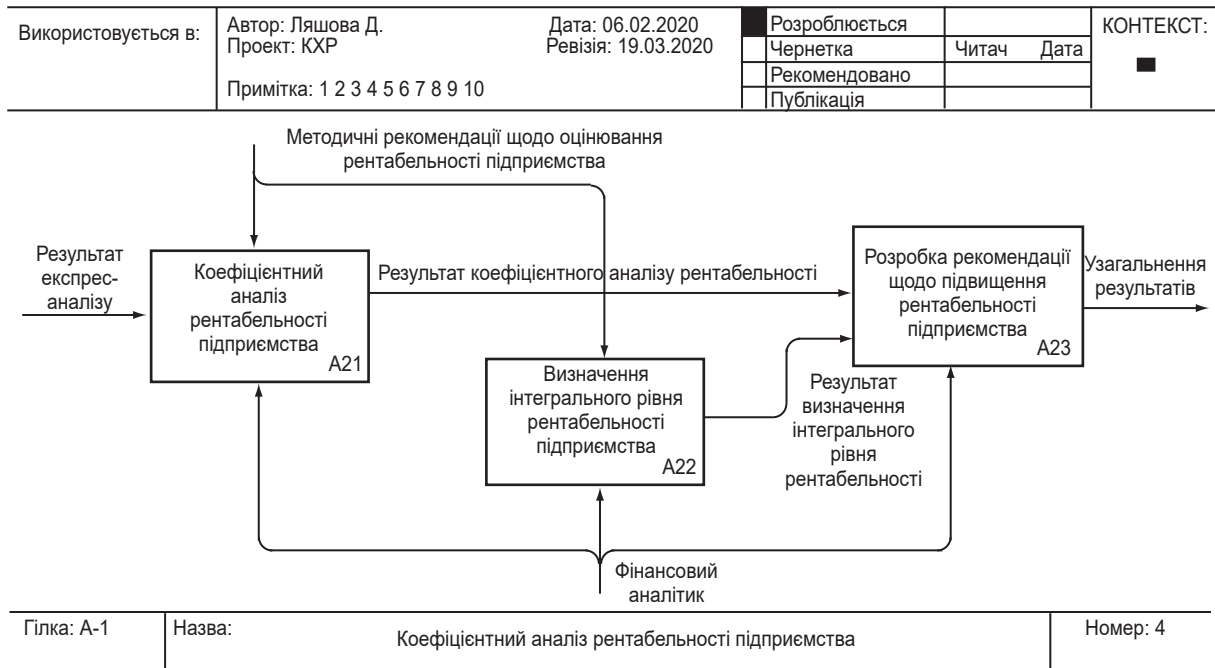 Використовується в:
Автор: Ляшова Д.
Дата: 06.02.2020
Проект: КХР
Ревізія: 19.03.2020
Примітка: 1 2 3 4 5 6 7 8 9 10
Розроблюється
Чернетка
Читач
Дата
Рекомендовано
Публікація
КОНТЕКСТ:
Методичні рекомендації щодо оцінювання
рентабельності підприємства
Результат
експрес-
аналізу
Коефіцієнтний
аналіз
рентабельності
підприємства
А21
Результат коефіцієнтного аналізу рентабельності
Розробка рекомендації
щодо підвищення
рентабельності
підприємства
А23
Узагальнення
результатів
Визначення
інтегрального рівня
рентабельності
підприємства
А22
Результат
визначення
інтегрального
рівня
рентабельності
Фінансовий
аналітик
Гілка: А-1
Назва:
Коефіцієнтний аналіз рентабельності підприємства
Номер: 4